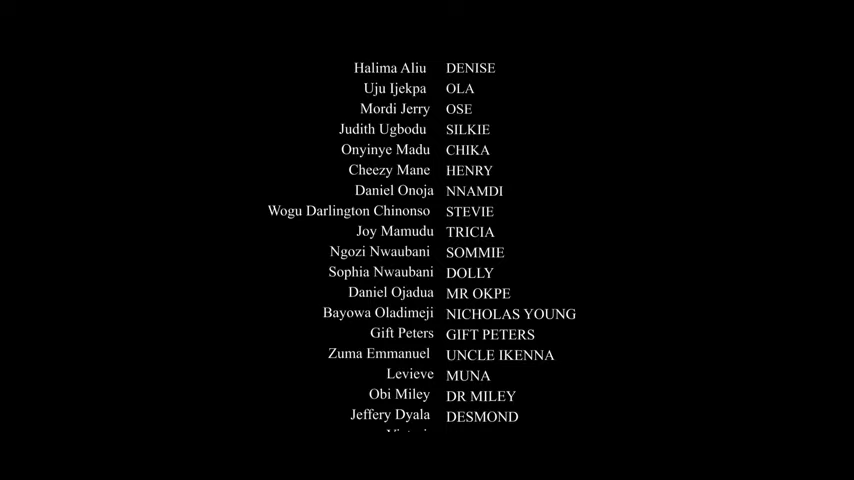 Halima Aliu DENISE
Uju Ijekpa OLA
Mordi Jerry OSE
Judith Ugbodu SILKIE
Onyinye Madu CHIKA
Cheezy Mane HENRY
Daniel Onoja NNAMDI
Wogu Darlington Chinonso STEVIE
Joy Mamudu TRICIA
Ngozi Nwaubani SOMMIE
Sophia Nwaubani DOLLY
Daniel Ojadua MR OKPE
Bayowa Oladimeji NICHOLAS YOUNG
Gift Peters GIFT PETERS
Zuma Emmanuel UNCLE IKENNA
Levieve MUNA
Obi Miley DR MILEY
Jeffery Dyala DESMOND